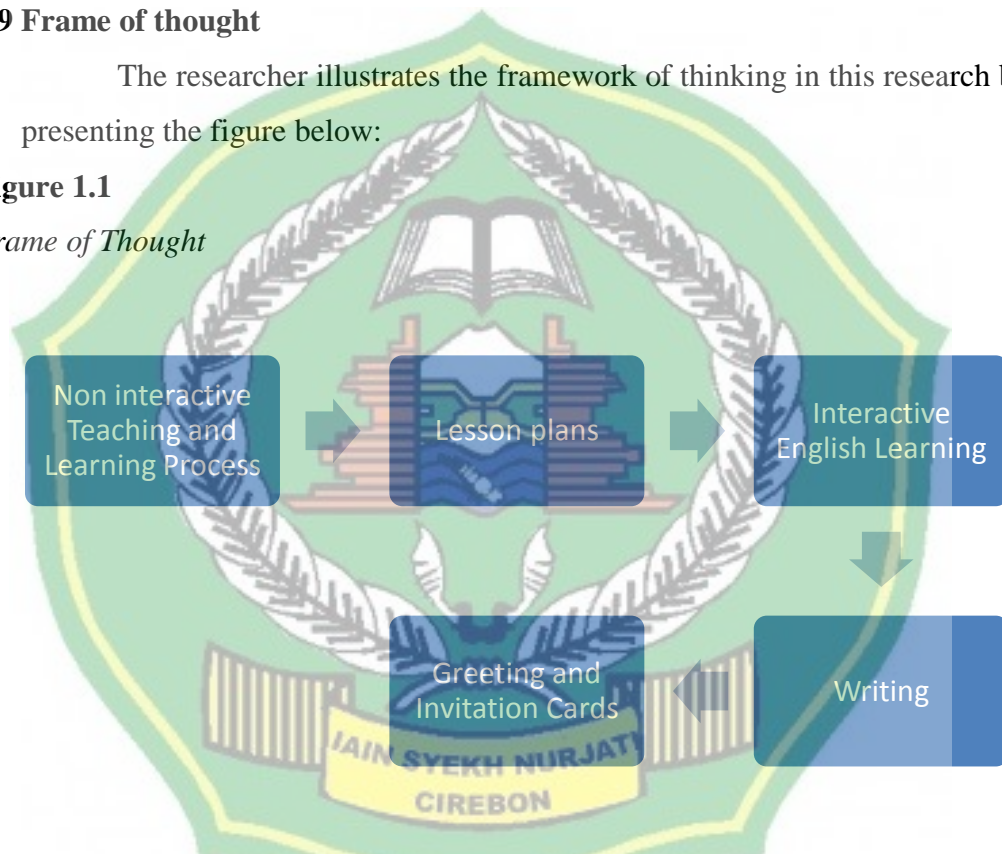 9 Frame of thought
The researcher illustrates the framework of thinking in this research
presenting the figure below:
gure 1.1
rame of Thought
Non interactive
Teaching and
Learning Process
Lesson plans
Interactive
English Learning
Writing
Greeting and
Invitation Cards
IAIN SYEKH NURJATI
CIREBON